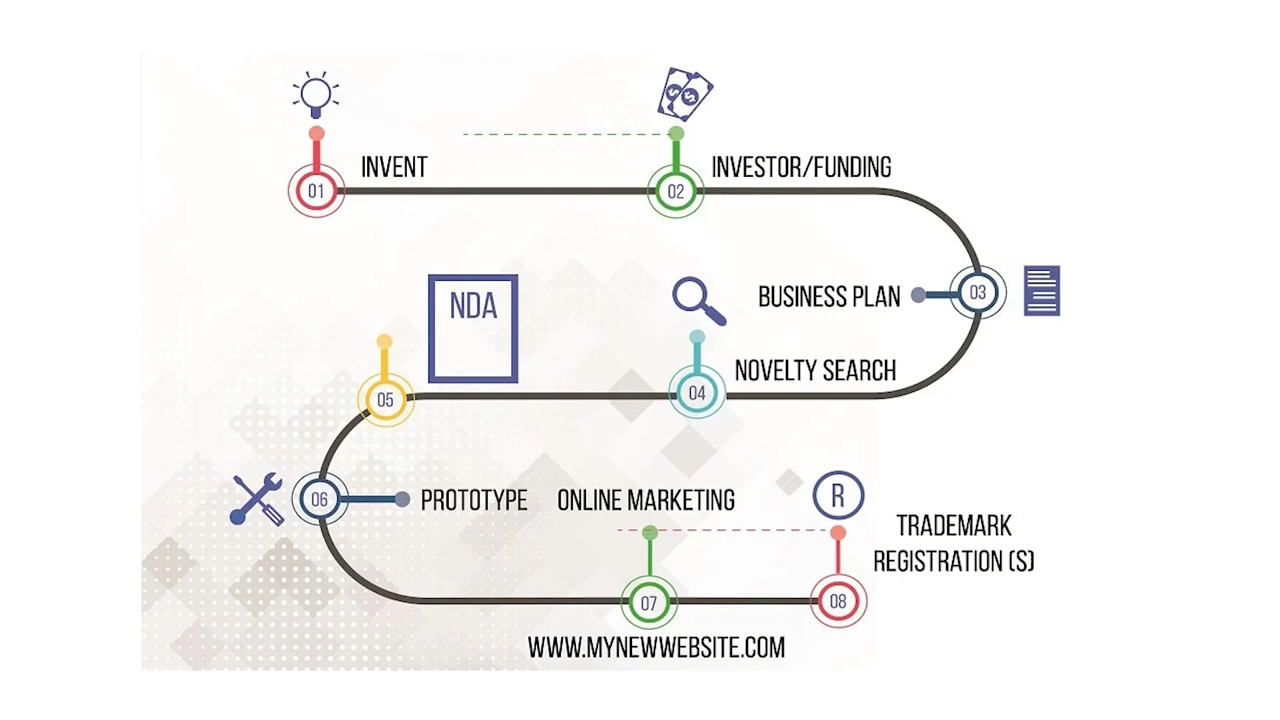 01
INVENT
02
INVESTOR/FUNDING
03
BUSINESS PLAN
04
NOVELTY SEARCH
05
NDA
06
PROTOTYPE
ONLINE MARKETING
07
WWW.MYNEWWEBSITE.COM
R
08
TRADEMARK
REGISTRATION (S)